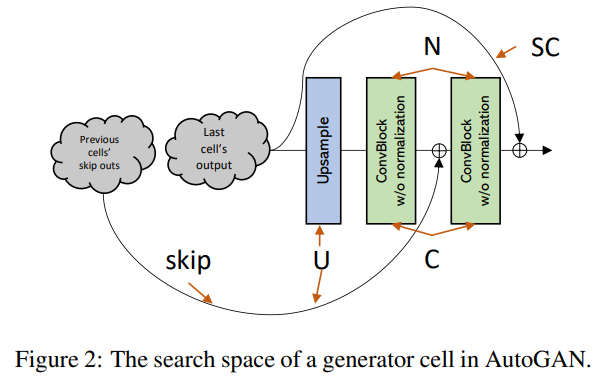 N
SC
Previous
cells'
skip outs
Last
cell's
output
Upsample
ConvBlock
w/o normalization
ConvBlock
w/o normalization
skip
U
C
Figure 2: The search space of a generator cell in AutoGAN.